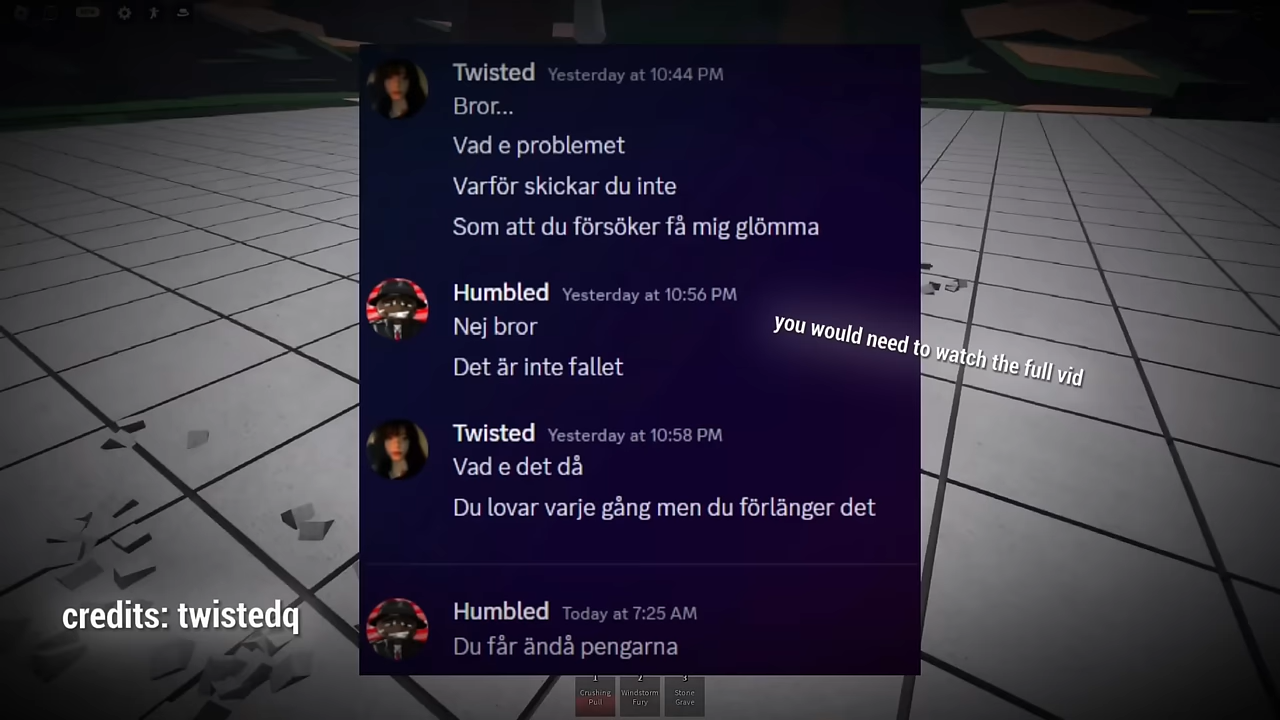 Twisted Yesterday at 10:44 PM
Bror...
Vad e problemet
Varför skickar du inte
Som att du försöker få mig glömma
Humbled Yesterday at 10:56 PM
Nej bror
Det är inte fallet
you would need to watch the full vid
Twisted Yesterday at 10:58 PM
Vad e det då
Du lovar varje gång men du förlänger det
credits: twistedq
Humbled Today at 7:25 AM
Du får ändå pengarna
1 2 3
Crushing Pull
Windstorm Fury
Stone Grave